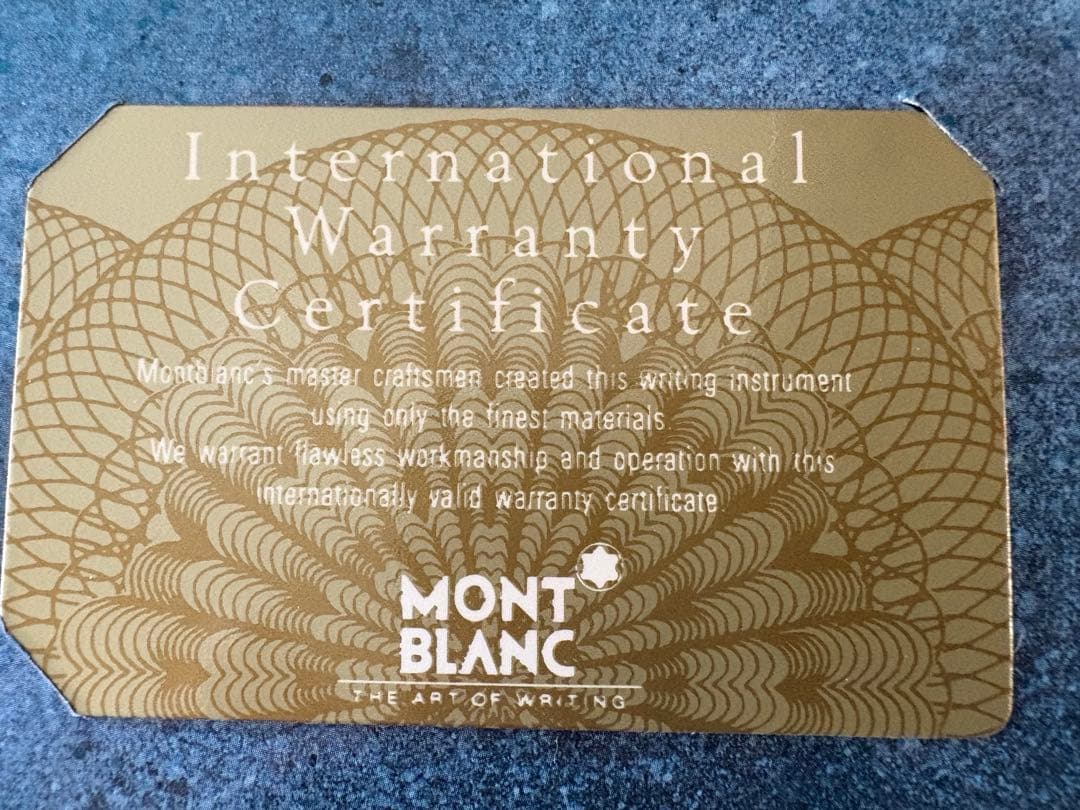 International
Warranty
Certificate
Montblanc's master craftsmen created this writing instrument
using only the finest materials.
We warrant flawless workmanship and operation with this
internationally valid warranty certificate.
MONT
BLANC
THE ART OF WRITING